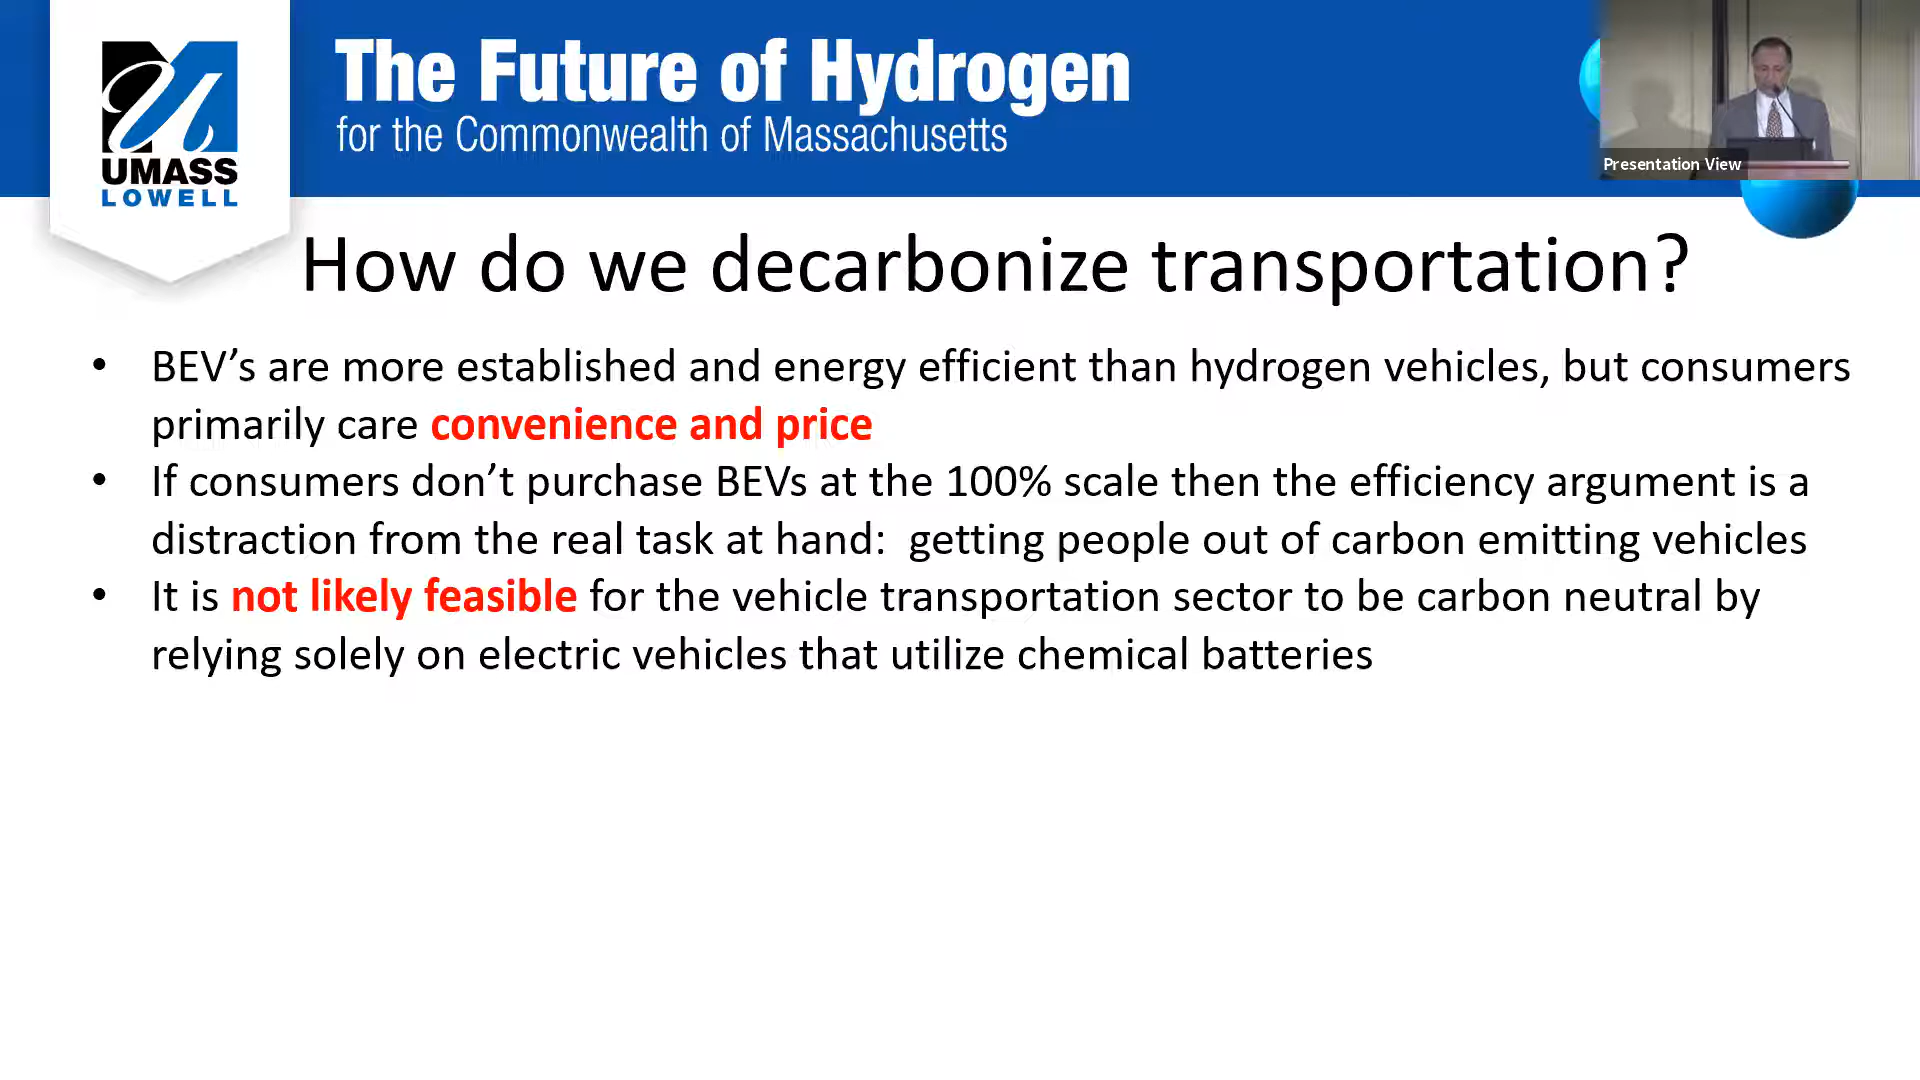 The Future of Hydrogen
for the Commonwealth of Massachusetts
UMASS
LOWELL
Presentation View
How do we decarbonize transportation?
• BEV’s are more established and energy efficient than hydrogen vehicles, but consumers
primarily care convenience and price
• If consumers don’t purchase BEVs at the 100% scale then the efficiency argument is a
distraction from the real task at hand:  getting people out of carbon emitting vehicles
• It is not likely feasible for the vehicle transportation sector to be carbon neutral by
relying solely on electric vehicles that utilize chemical batteries